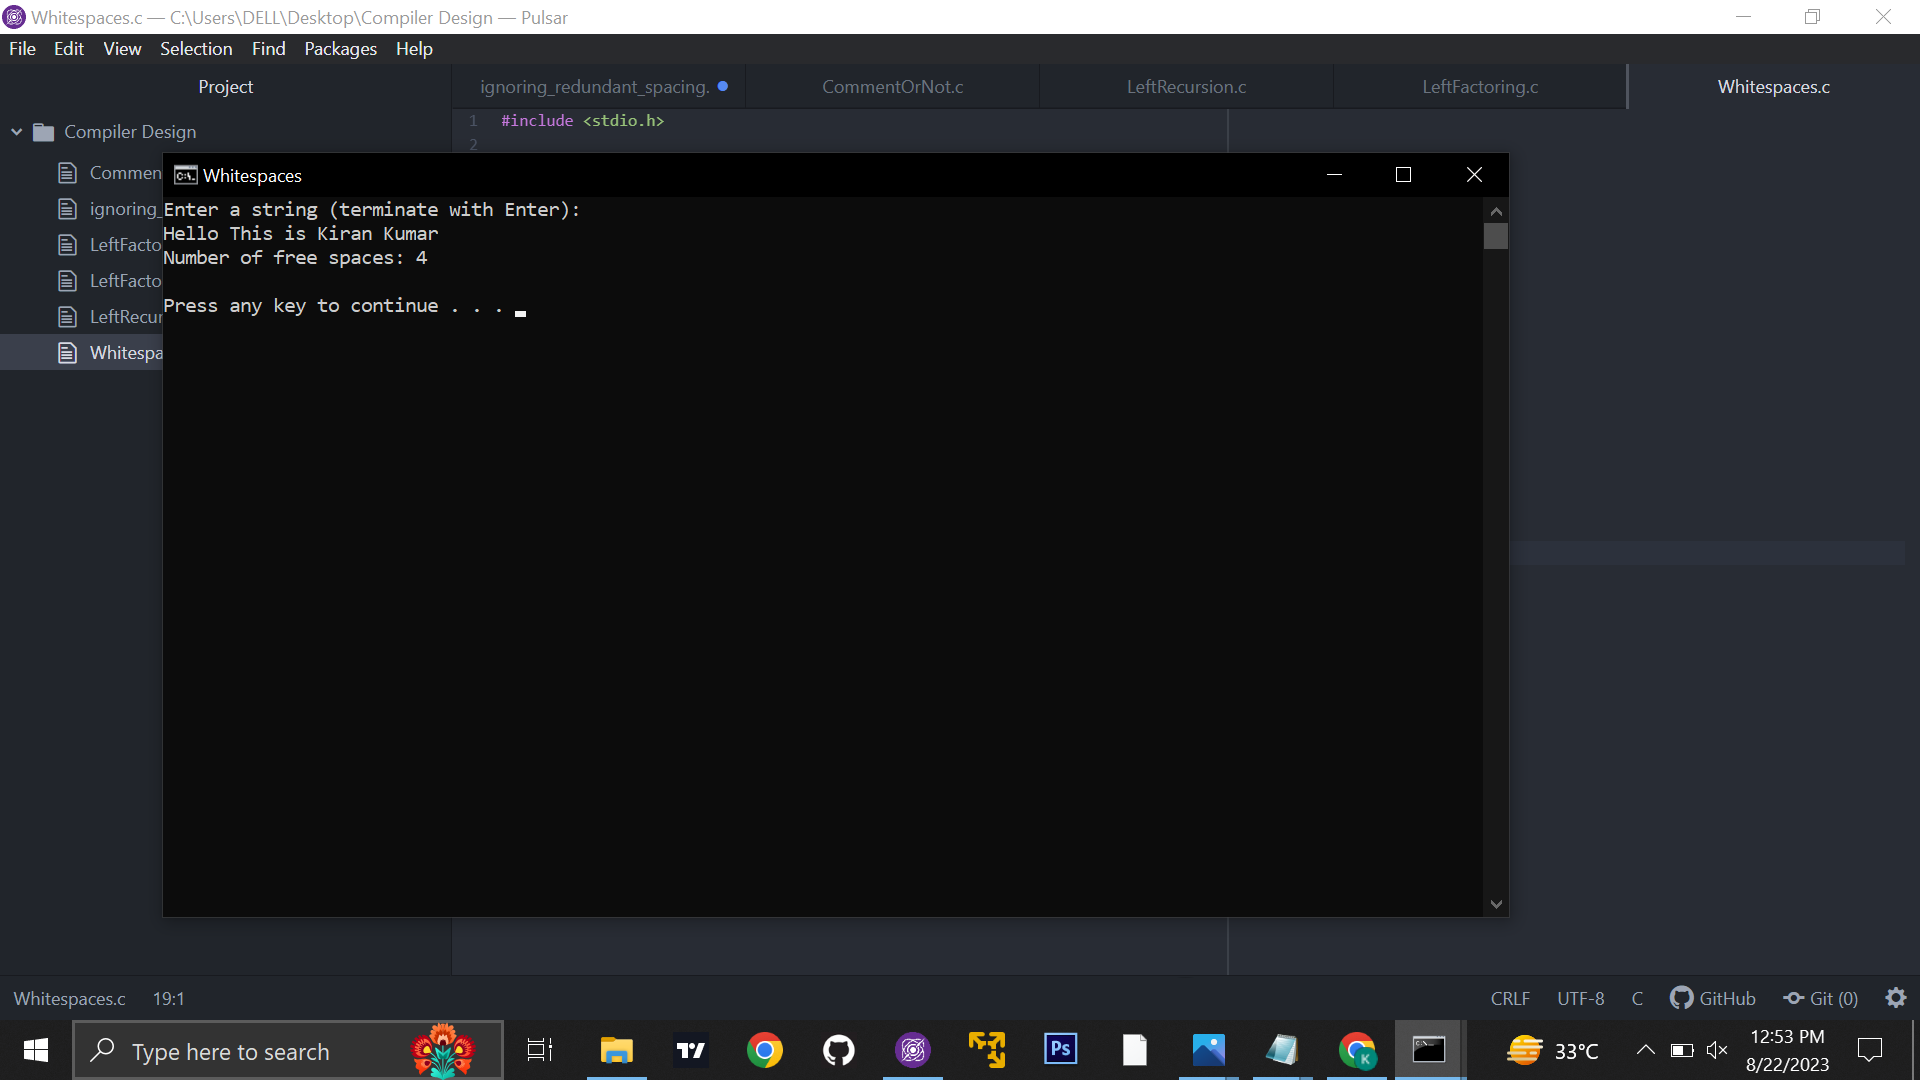 Whitespaces.c — C:\Users\DELL\Desktop\Compiler Design — Pulsar
File Edit View Selection Find Packages Help
Project
ignoring_redundant_spacing.
CommentOrNot.c
LeftRecursion.c
LeftFactoring.c
Whitespaces.c
Compiler Design
Commen
ignoring_
LeftFacto
LeftFacto
LeftRecur
Whitespa
1 #include <stdio.h>
2
Whitespaces
Enter a string (terminate with Enter):
Hello This is Kiran Kumar
Number of free spaces: 4
Press any key to continue . . .
Whitespaces.c 19:1
CRLF UTF-8 C GitHub Git (0)
Type here to search
Ps
K
33°C
12:53 PM
8/22/2023